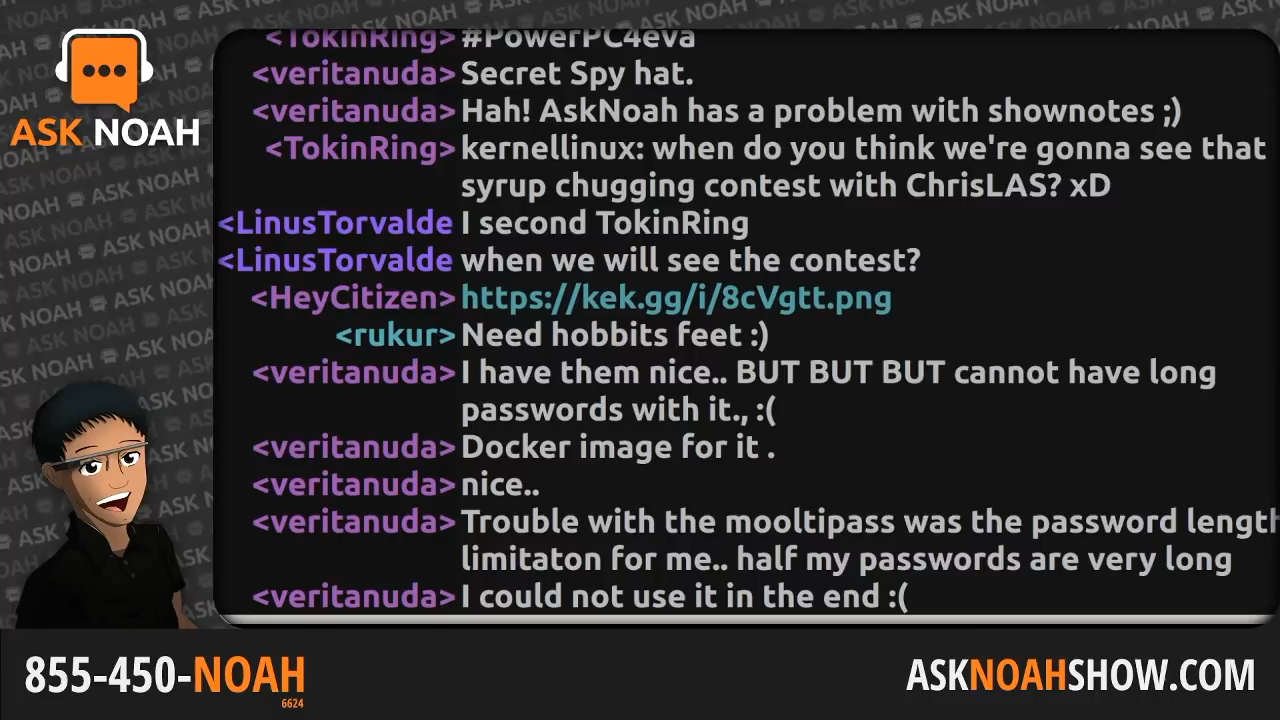 ASK NOAH
<TokinRing> #PowerPC4eva
<veritanuda> Secret Spy hat.
<veritanuda> Hah! AskNoah has a problem with shownotes ;)
<TokinRing> kernellinux: when do you think we're gonna see that
syrup chugging contest with ChrisLAS? xD
<LinusTorvalde I second TokinRing
<LinusTorvalde when we will see the contest?
<HeyCitizen> https://kek.gg/i/8cVgtt.png
<rukur> Need hobbits feet :)
<veritanuda> I have them nice.. BUT BUT BUT cannot have long
passwords with it., :(
<veritanuda> Docker image for it .
<veritanuda> nice..
<veritanuda> Trouble with the mooltipass was the password length
limitaton for me.. half my passwords are very long
<veritanuda> I could not use it in the end :(
855-450-NOAH
6624
ASKNOAHSHOW.COM